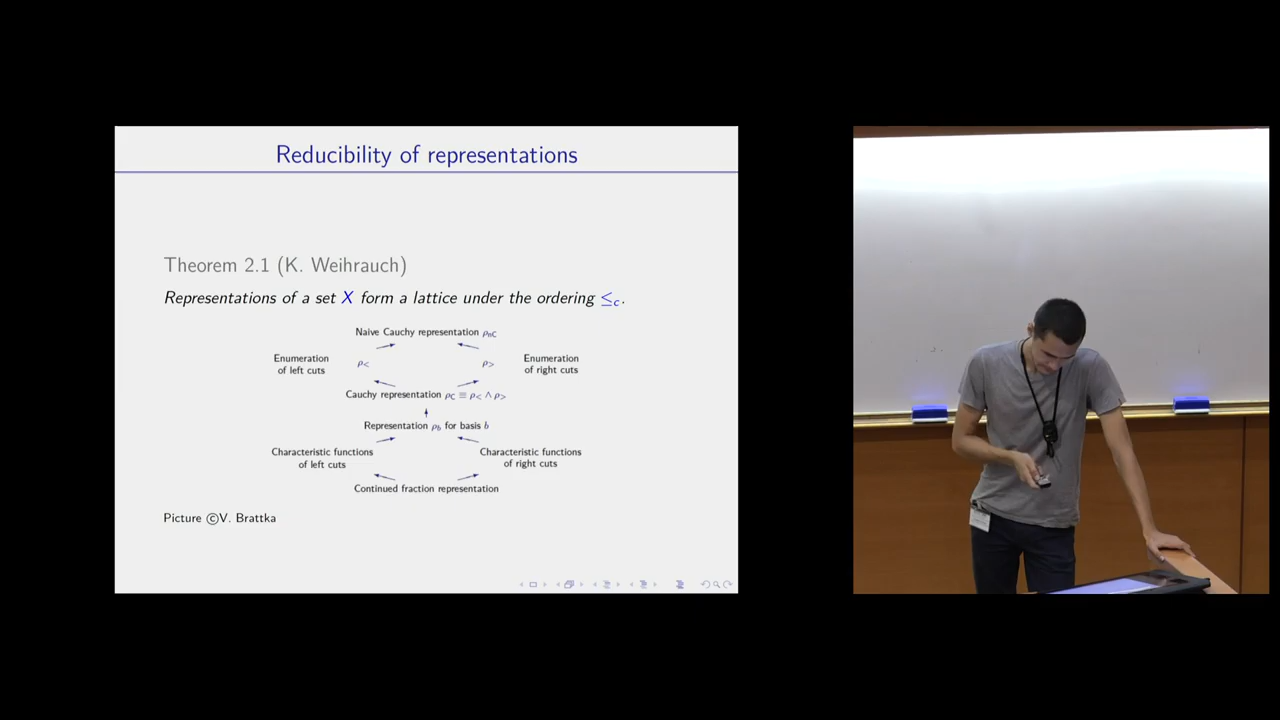 Reducibility of representations
Theorem 2.1 (K. Weihrauch)
Representations of a set X form a lattice under the ordering ≤c.
Naive Cauchy representation ρnC
Enumeration
of left cuts
ρ<
ρ>
Enumeration
of right cuts
Cauchy representation ρC ≡ ρ< ∧ ρ>
Representation ρb for basis b
Characteristic functions
of left cuts
Characteristic functions
of right cuts
Continued fraction representation
Picture ©V. Brattka